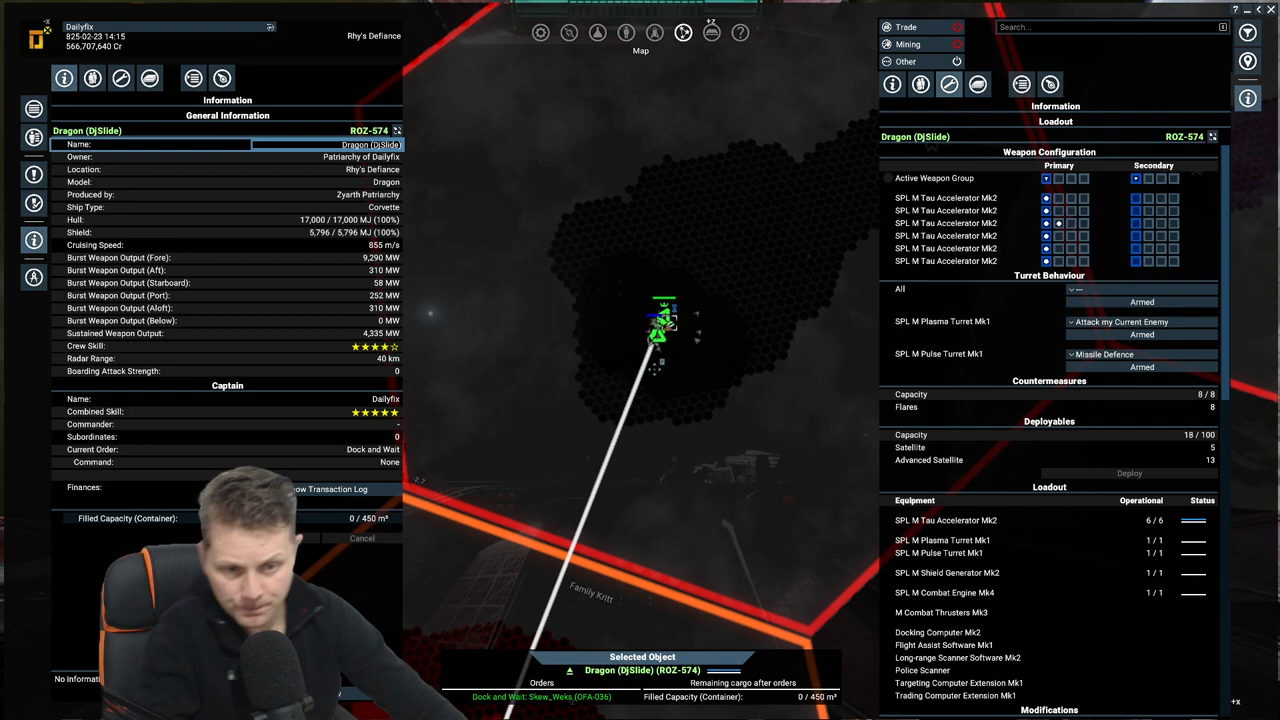 Dailyfix
825-02-23 14:15
566,707,640 Cr
Rhy's Defiance
Information
General Information
Dragon (DjSlide) ROZ-574
Name: Dragon (DjSlide)
Owner: Patriarchy of Dailyfix
Location: Rhy's Defiance
Model: Dragon
Produced by: Zyarth Patriarchy
Ship Type: Corvette
Hull: 17,000 / 17,000 MJ (100%)
Shield: 5,796 / 5,796 MJ (100%)
Cruising Speed: 855 m/s
Burst Weapon Output (Fore): 9,290 MW
Burst Weapon Output (Aft): 310 MW
Burst Weapon Output (Starboard): 58 MW
Burst Weapon Output (Port): 252 MW
Burst Weapon Output (Aloft): 310 MW
Burst Weapon Output (Below): 0 MW
Sustained Weapon Output: 4,335 MW
Crew Skill: ★★★★☆
Radar Range: 40 km
Boarding Attack Strength: 0
Captain
Name: Dailyfix
Combined Skill: ★★★★★
Commander: -
Subordinates: 0
Current Order: Dock and Wait
Command: None
Finances: ow Transaction Log
Filled Capacity (Container): 0 / 450 m³
Cancel
No informati
+Z
Map
Family Kritt
Selected Object
Dragon (DjSlide) (ROZ-574)
Orders Remaining cargo after orders
Dock and Wait: Skew_Weks (OFA-036) Filled Capacity (Container): 0 / 450 m³
Trade
Mining
Other
Search...
Information
Loadout
Dragon (DjSlide) ROZ-574
Weapon Configuration
Primary Secondary
Active Weapon Group
SPL M Tau Accelerator Mk2
SPL M Tau Accelerator Mk2
SPL M Tau Accelerator Mk2
SPL M Tau Accelerator Mk2
SPL M Tau Accelerator Mk2
SPL M Tau Accelerator Mk2
Turret Behaviour
All ---
Armed
SPL M Plasma Turret Mk1 Attack my Current Enemy
Armed
SPL M Pulse Turret Mk1 Missile Defence
Armed
Countermeasures
Capacity 8 / 8
Flares 8
Deployables
Capacity 18 / 100
Satellite 5
Advanced Satellite 13
Deploy
Loadout
Equipment Operational Status
SPL M Tau Accelerator Mk2 6 / 6
SPL M Plasma Turret Mk1 1 / 1
SPL M Pulse Turret Mk1 1 / 1
SPL M Shield Generator Mk2 1 / 1
SPL M Combat Engine Mk4 1 / 1
M Combat Thrusters Mk3
Docking Computer Mk2
Flight Assist Software Mk1
Long-range Scanner Software Mk2
Police Scanner
Targeting Computer Extension Mk1
Trading Computer Extension Mk1
Modifications
+x